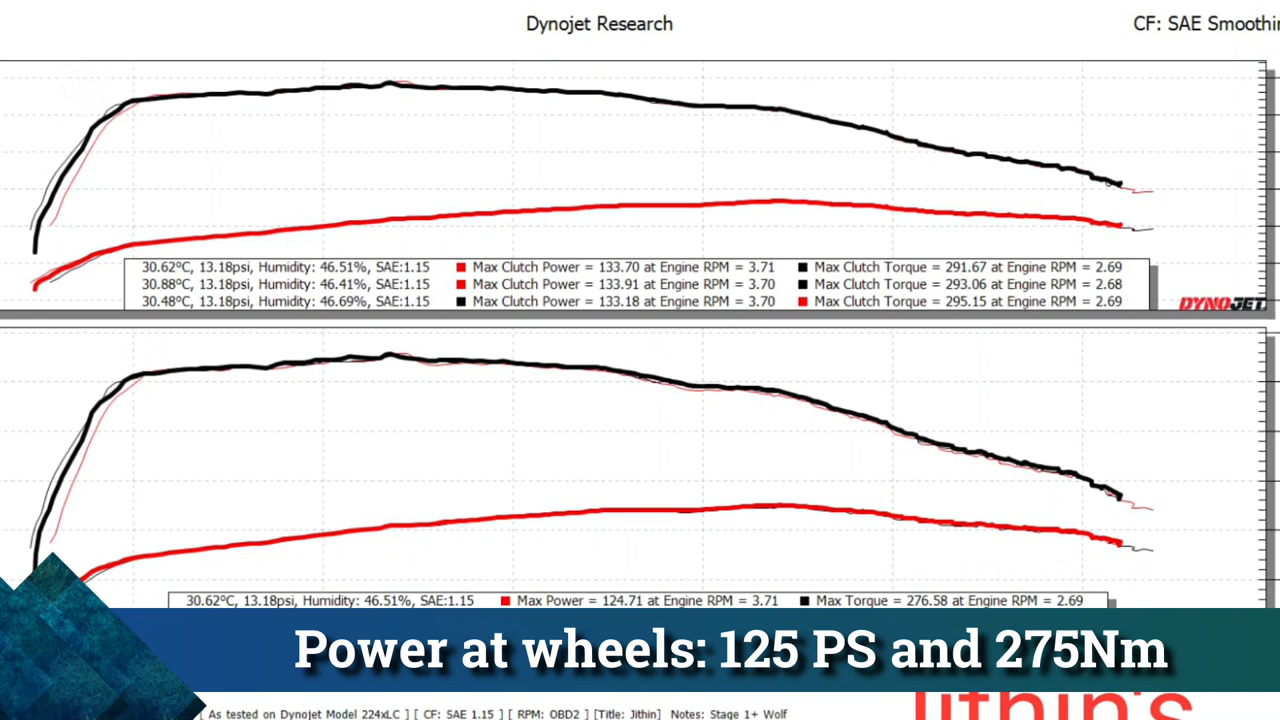 Dynojet Research
CF: SAE Smoothin
30.62ºC, 13.18psi, Humidity: 46.51%, SAE:1.15 Max Clutch Power = 133.70 at Engine RPM = 3.71 Max Clutch Torque = 291.67 at Engine RPM = 2.69
30.88ºC, 13.18psi, Humidity: 46.41%, SAE:1.15 Max Clutch Power = 133.91 at Engine RPM = 3.70 Max Clutch Torque = 293.06 at Engine RPM = 2.68
30.48ºC, 13.18psi, Humidity: 46.69%, SAE:1.15 Max Clutch Power = 133.18 at Engine RPM = 3.70 Max Clutch Torque = 295.15 at Engine RPM = 2.69
DYNOJET
30.62ºC, 13.18psi, Humidity: 46.51%, SAE:1.15 Max Power = 124.71 at Engine RPM = 3.71 Max Torque = 276.58 at Engine RPM = 2.69
Power at wheels: 125 PS and 275Nm
jithin's
[ As tested on Dynojet Model 224xLC ] [ CF: SAE 1.15 ] [ RPM: OBD2 ] [Title: Jithin] Notes: Stage 1+ Wolf